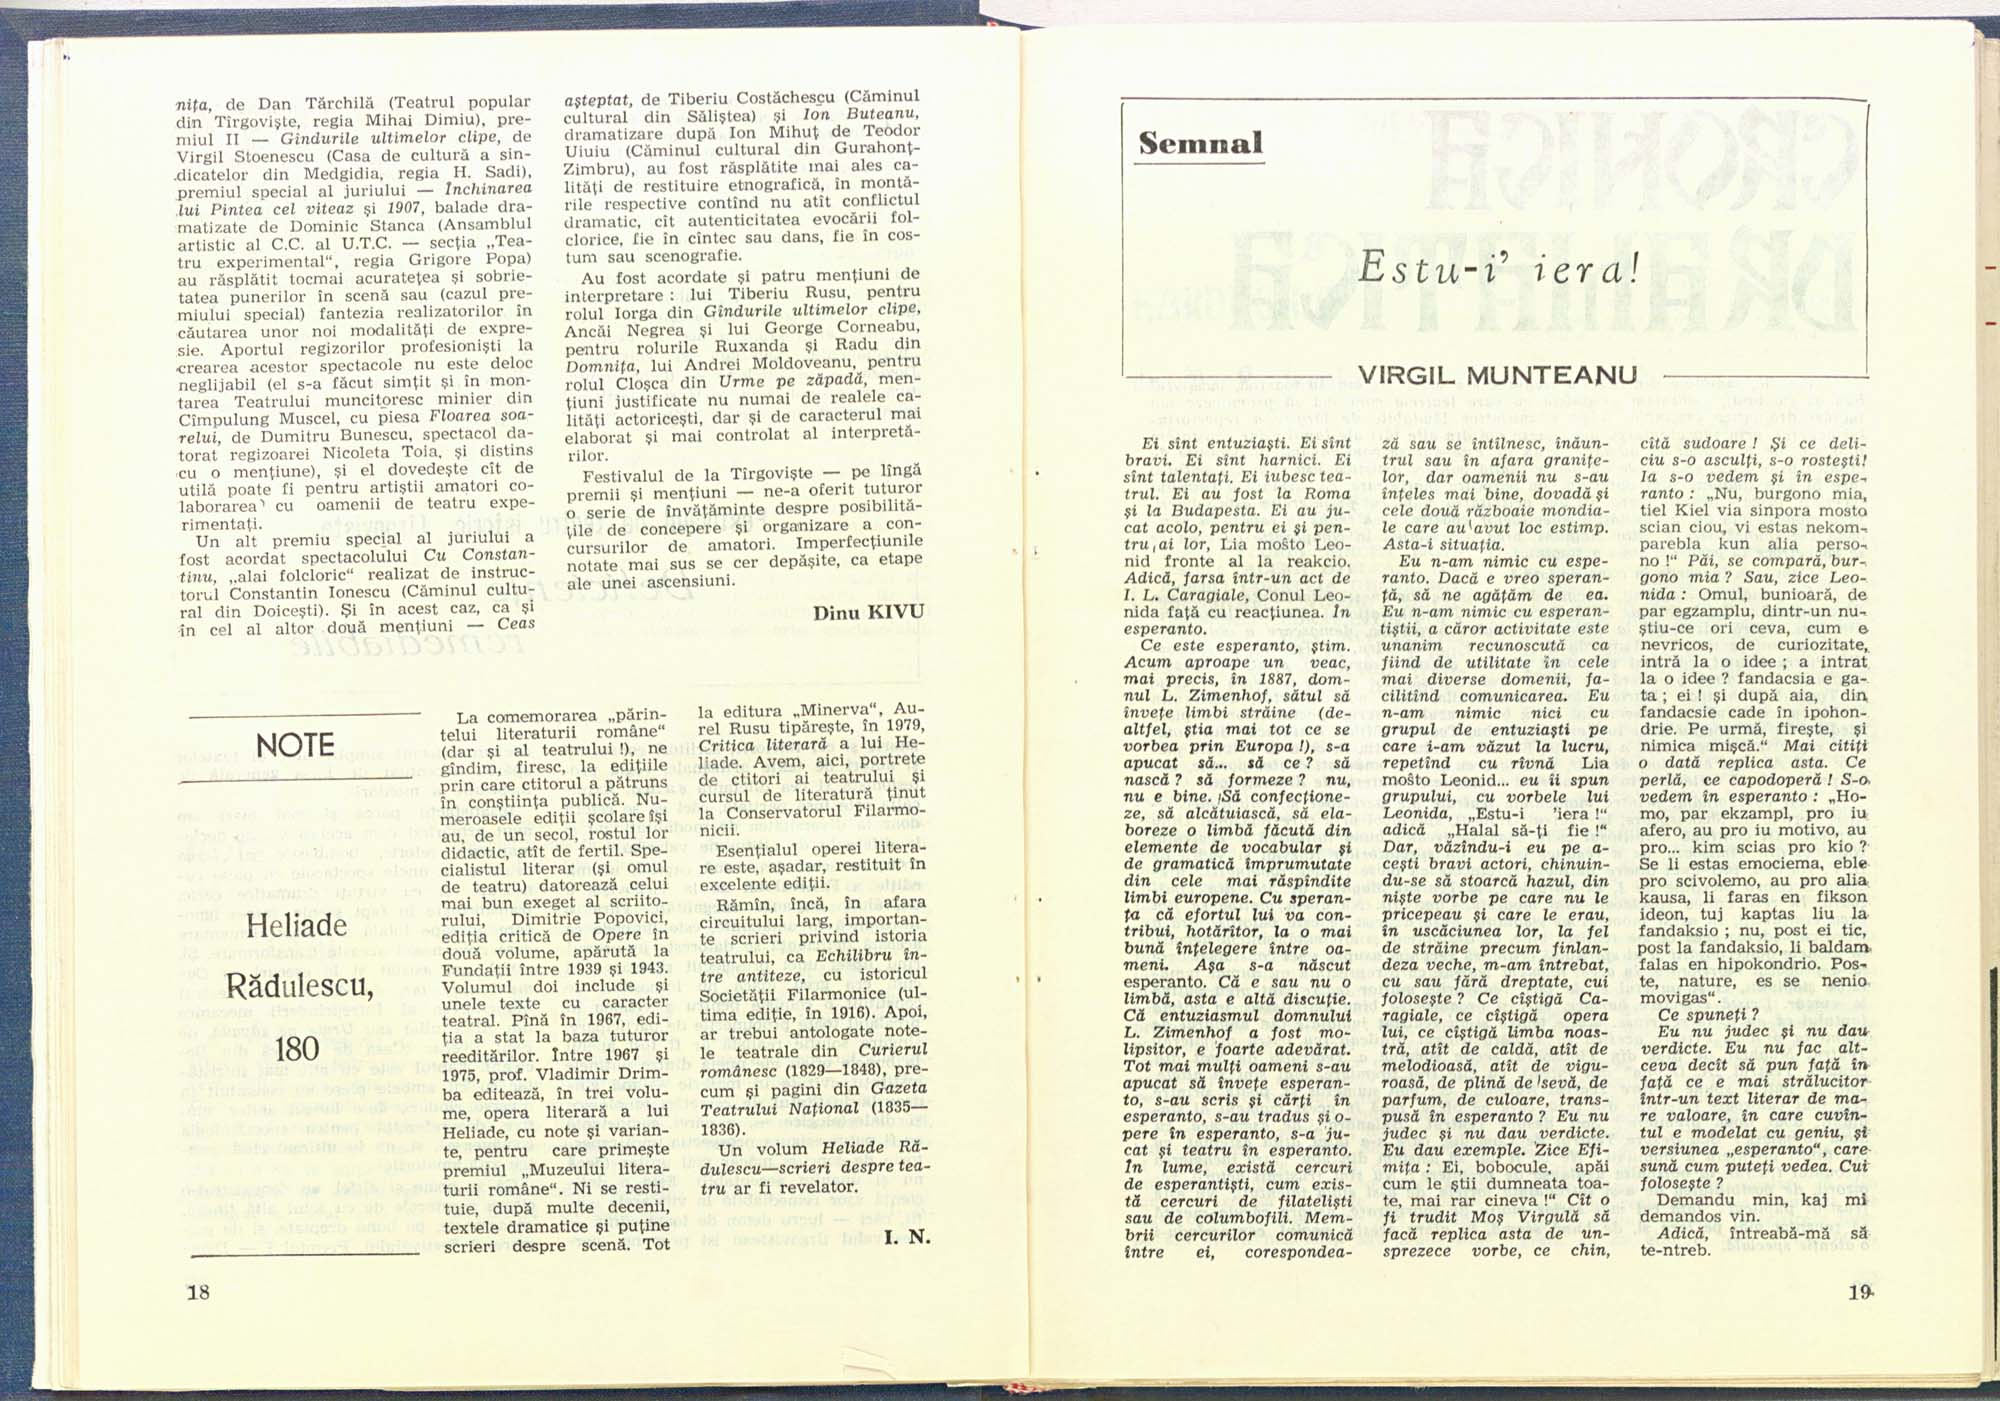 nița, de Dan Tărchilă (Teatrul popular
din Tîrgoviște, regia Mihai Dimiu), pre-
miul II — Gîndurile ultimelor clipe, de
Virgil Stoenescu (Casa de cultură a sin-
dicatelor din Medgidia, regia H. Sadi),
premiul special al juriului — Închinarea
lui Pintea cel viteaz și 1907, balade dra-
matizate de Dominic Stanca (Ansamblul
artistic al C.C. al U.T.C. — secția „Tea-
tru experimental“, regia Grigore Popa)
au răsplătit tocmai acuratețea și sobrie-
tatea punerilor în scenă sau (cazul pre-
miului special) fantezia realizatorilor în
căutarea unor noi modalități de expre-
sie. Aportul regizorilor profesioniști la
crearea acestor spectacole nu este deloc
neglijabil (el s-a făcut simțit și în mon-
tarea Teatrului muncitoresc minier din
Cîmpulung Muscel, cu piesa Floarea soa-
relui, de Dumitru Bunescu, spectacol da-
torat regizoarei Nicoleta Toia, și distins
cu o mențiune), și el dovedește cît de
utilă poate fi pentru artiștii amatori co-
laborarea cu oamenii de teatru expe-
rimentați.
Un alt premiu special al juriului a
fost acordat spectacolului Cu Constan-
tinu, „alai folcloric“ realizat de instruc-
torul Constantin Ionescu (Căminul cultu-
ral din Doicești). Și în acest caz, ca și
în cel al altor două mențiuni — Ceas
așteptat, de Tiberiu Costăchescu (Căminul
cultural din Săliștea) și Ion Buteanu,
dramatizare după Ion Mihuț de Teodor
Uiuiu (Căminul cultural din Gurahonț-
Zimbru), au fost răsplătite mai ales ca-
lități de restituire etnografică, în montă-
rile respective contînd nu atît conflictul
dramatic, cît autenticitatea evocării fol-
clorice, fie în cîntec sau dans, fie în cos-
tum sau scenografie.
Au fost acordate și patru mențiuni de
interpretare : lui Tiberiu Rusu, pentru
rolul Iorga din Gîndurile ultimelor clipe,
Ancăi Negrea și lui George Corneabu,
pentru rolurile Ruxanda și Radu din
Domnița, lui Andrei Moldoveanu, pentru
rolul Cloșca din Urme pe zăpadă, men-
țiuni justificate nu numai de realele ca-
lități actoricești, dar și de caracterul mai
elaborat și mai controlat al interpretă-
rilor.
Festivalul de la Tîrgoviște — pe lîngă
premii și mențiuni — ne-a oferit tuturor
o serie de învățăminte despre posibilită-
țile de concepere și organizare a con-
cursurilor de amatori. Imperfecțiunile
notate mai sus se cer depășite, ca etape
ale unei ascensiuni.
Dinu KIVU
NOTE
Heliade
Rădulescu,
180
La comemorarea „părin-
telui literaturii române“
(dar și al teatrului !), ne
gîndim, firesc, la edițiile
prin care ctitorul a pătruns
în conștiința publică. Nu-
meroasele ediții școlare își
au, de un secol, rostul lor
didactic, atît de fertil. Spe-
cialistul literar (și omul
de teatru) datorează celui
mai bun exeget al scriito-
rului, Dimitrie Popovici,
ediția critică de Opere în
două volume, apărută la
Fundații între 1939 și 1943.
Volumul doi include și
unele texte cu caracter
teatral. Pînă în 1967, edi-
ția a stat la baza tuturor
reeditărilor. Între 1967 și
1975, prof. Vladimir Drim-
ba editează, în trei volu-
me, opera literară a lui
Heliade, cu note și varian-
te, pentru care primește
premiul „Muzeului litera-
turii române“. Ni se resti-
tuie, după multe decenii,
textele dramatice și puține
scrieri despre scenă. Tot
la editura „Minerva“, Au-
rel Rusu tipărește, în 1979,
Critica literară a lui He-
liade. Avem, aici, portrete
de ctitori ai teatrului și
cursul de literatură ținut
la Conservatorul Filarmo-
nicii.
Esențialul operei litera-
re este, așadar, restituit în
excelente ediții.
Rămîn, încă, în afara
circuitului larg, importan-
te scrieri privind istoria
teatrului, ca Echilibru în-
tre antiteze, cu istoricul
Societății Filarmonice (ul-
tima ediție, în 1916). Apoi,
ar trebui antologate note-
le teatrale din Curierul
românesc (1829—1848), pre-
cum și pagini din Gazeta
Teatrului Național (1835—
1836).
Un volum Heliade Ră-
dulescu—scrieri despre tea-
tru ar fi revelator.
I. N.
18
Semnal
Estu-i’ iera!
VIRGIL MUNTEANU
Ei sînt entuziaști. Ei sînt
bravi. Ei sînt harnici. Ei
sînt talentați. Ei iubesc tea-
trul. Ei au fost la Roma
și la Budapesta. Ei au ju-
cat acolo, pentru ei și pen-
tru ai lor, Lia moŝto Leo-
nid fronte al la reakcio.
Adică, farsa într-un act de
I. L. Caragiale, Conul Leo-
nida față cu reacțiunea. În
esperanto.
Ce este esperanto, știm.
Acum aproape un veac,
mai precis, în 1887, dom-
nul L. Zimenhof, sătul să
învețe limbi străine (de-
altfel, știa mai tot ce se
vorbea prin Europa !), s-a
apucat să... să ce ? să
nască ? să formeze ? nu,
nu e bine. Să confecțione-
ze, să alcătuiască, să ela-
boreze o limbă făcută din
elemente de vocabular și
de gramatică împrumutate
din cele mai răspîndite
limbi europene. Cu speran-
ța că efortul lui va con-
tribui, hotărîtor, la o mai
bună înțelegere între oa-
meni. Așa s-a născut
esperanto. Că e sau nu o
limbă, asta e altă discuție.
Că entuziasmul domnului
L. Zimenhof a fost mo-
lipsitor, e foarte adevărat.
Tot mai mulți oameni s-au
apucat să învețe esperan-
to, s-au scris și cărți în
esperanto, s-au tradus și o-
pere în esperanto, s-a ju-
cat și teatru în esperanto.
În lume, există cercuri
de esperantiști, cum exis-
tă cercuri de filateliști
sau de columbofili. Mem-
brii cercurilor comunică
între ei, corespondea-
ză sau se întîlnesc, înăun-
trul sau în afara granițe-
lor, dar oamenii nu s-au
înțeles mai bine, dovadă și
cele două războaie mondia-
le care au avut loc estimp.
Asta-i situația.
Eu n-am nimic cu espe-
ranto. Dacă e vreo speran-
ță, să ne agățăm de ea.
Eu n-am nimic cu esperan-
tiștii, a căror activitate este
unanim recunoscută ca
fiind de utilitate în cele
mai diverse domenii, fa-
cilitînd comunicarea. Eu
n-am nimic nici cu
grupul de entuziaști pe
care i-am văzut la lucru,
repetînd cu rîvnă Lia
moŝto Leonid... eu îi spun
grupului, cu vorbele lui
Leonida, „Estu-i 'iera !“
adică „Halal să-ți fie !“
Dar, văzîndu-i eu pe a-
cești bravi actori, chinuin-
du-se să stoarcă hazul, din
niște vorbe pe care nu le
pricepeau și care le erau,
în uscăciunea lor, la fel
de străine precum finlan-
deza veche, m-am întrebat,
cu sau fără dreptate, cui
folosește ? Ce cîștigă Ca-
ragiale, ce cîștigă opera
lui, ce cîștigă limba noas-
tră, atît de caldă, atît de
melodioasă, atît de vigu-
roasă, de plină de sevă, de
parfum, de culoare, trans-
pusă în esperanto ? Eu nu
judec și nu dau verdicte.
Eu dau exemple. Zice Efi-
mița : Ei, bobocule, apăi
cum le știi dumneata toa-
te, mai rar cineva !“ Cît o
fi trudit Moș Virgulă să
facă replica asta de un-
sprezece vorbe, ce chin,
cîtă sudoare ! Și ce deli-
ciu s-o asculți, s-o rostești!
Ia s-o vedem și în espe-
ranto : „Nu, burgono mia,
tiel Kiel via sinpora mosto
scian ciou, vi estas nekom-
parebla kun alia perso-
no !“ Păi, se compară, bur-
gono mia ? Sau, zice Leo-
nida : Omul, bunioară, de
par egzamplu, dintr-un nu-
știu-ce ori ceva, cum e
nevricos, de curiozitate,
intră la o idee ; a intrat
la o idee ? fandacsia e ga-
ta ; ei ! și după aia, din
fandacsie cade în ipohon-
drie. Pe urmă, firește, și
nimica mișcă.“ Mai citiți
o dată replica asta. Ce
perlă, ce capodoperă ! S-o
vedem în esperanto : „Ho-
mo, par ekzampl, pro iu
afero, au pro iu motivo, au
pro... kim scias pro kio ?
Se li estas emociema, eble
pro scivolemo, au pro alia
kausa, li faras en fikson
ideon, tuj kaptas liu la
fandaksio ; nu, post ei tic,
post la fandaksio, li baldam
falas en hipokondrio. Pos-
te, nature, es se nenio
movigas“.
Ce spuneți ?
Eu nu judec și nu dau
verdicte. Eu nu fac alt-
ceva decît să pun față în
față ce e mai strălucitor
într-un text literar de ma-
re valoare, în care cuvîn-
tul e modelat cu geniu, și
versiunea „esperanto“, care
sună cum puteți vedea. Cui
folosește ?
Demandu min, kaj mi
demandos vin.
Adică, întreabă-mă să
te-ntreb.
19